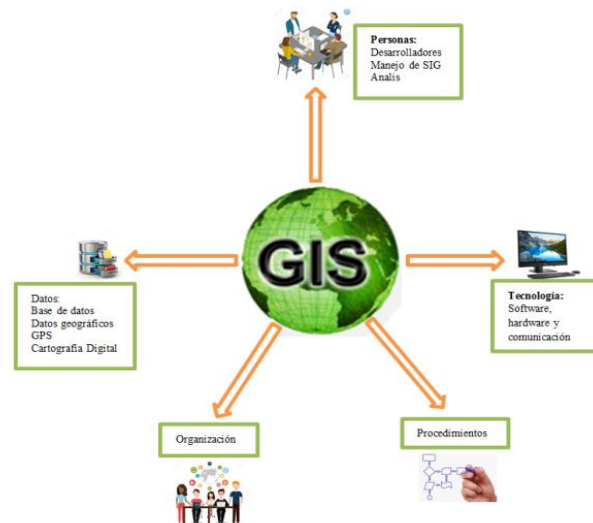 Personas:
Desarrolladores
Manejo de SIG
Analis
GIS
Datos:
Base de datos
Datos geográficos
GPS
Cartografía Digital
Tecnología:
Software,
hardware y
comunicación
Organización
Procedimientos